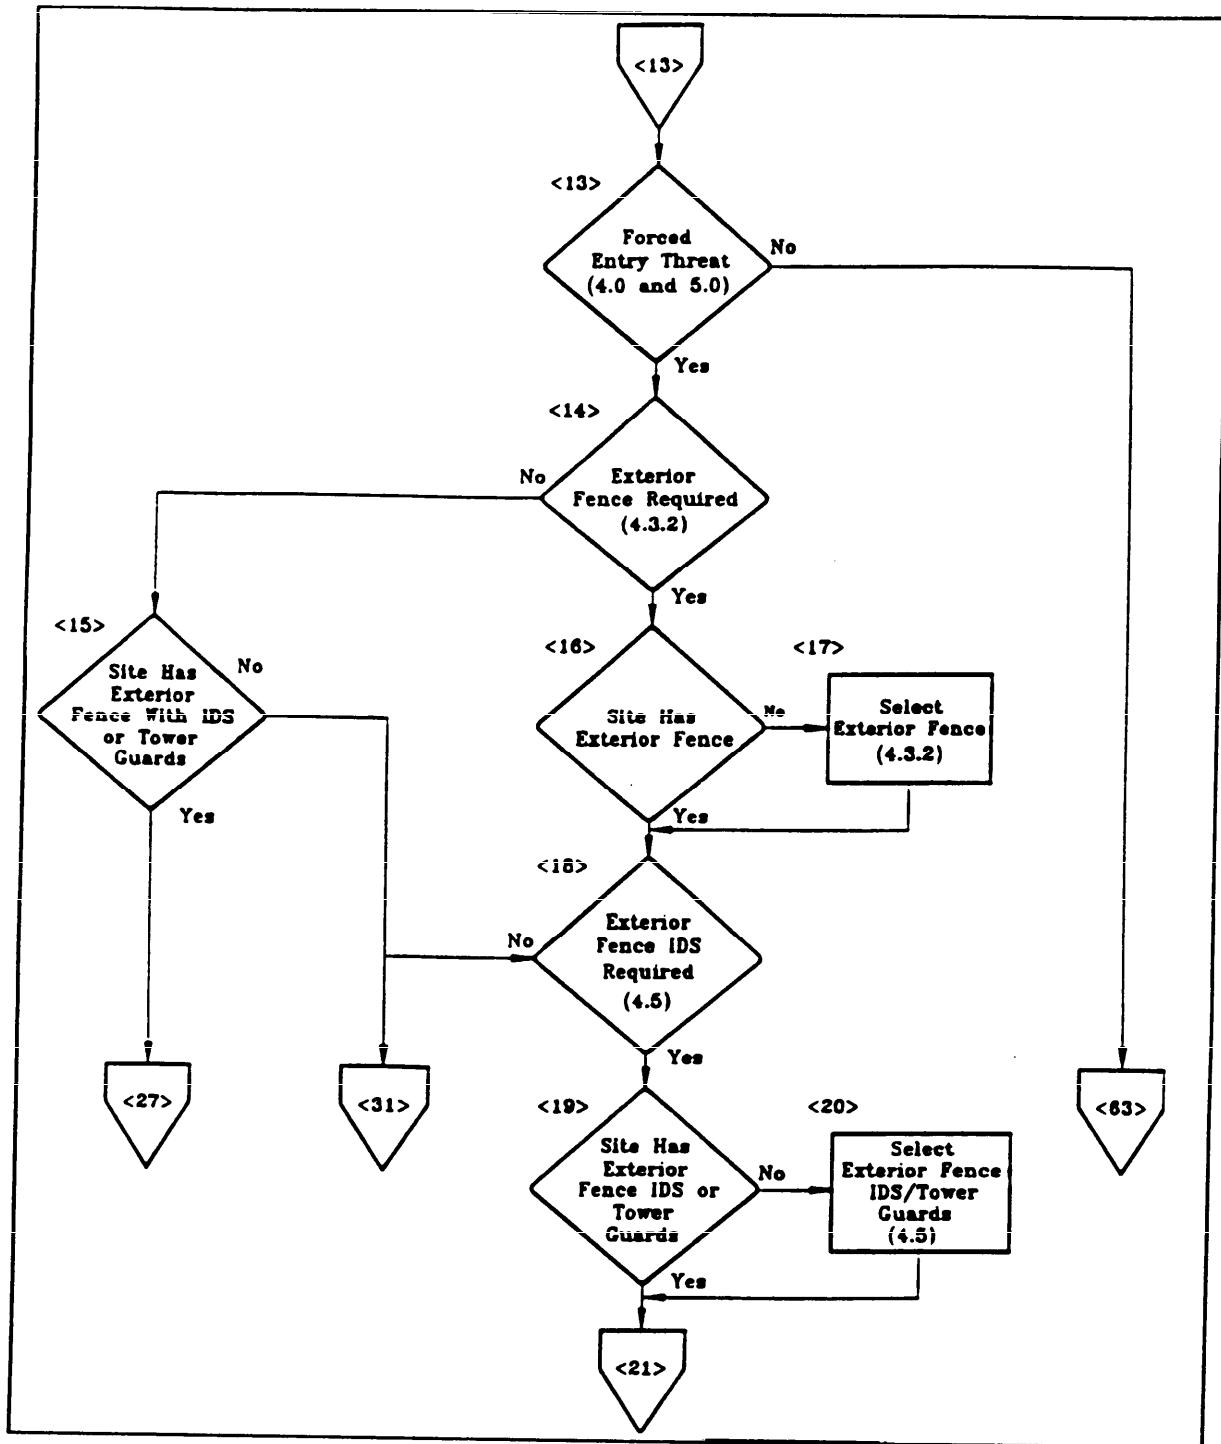 <13>
<13>
Forced
Entry Threat
(4.0 and 5.0)
No
Yes
<14>
Exterior
Fence Required
(4.3.2)
No
Yes
<15>
Site Has
Exterior
Fence With IDS
or Tower
Guards
No
Yes
<16>
Site Has
Exterior Fence
No
Yes
<17>
Select
Exterior Fence
(4.3.2)
<18>
Exterior
Fence IDS
Required
(4.5)
No
Yes
<27>
<31>
<63>
<19>
Site Has
Exterior
Fence IDS or
Tower
Guards
No
Yes
<20>
Select
Exterior Fence
IDS/Tower
Guards
(4.5)
<21>